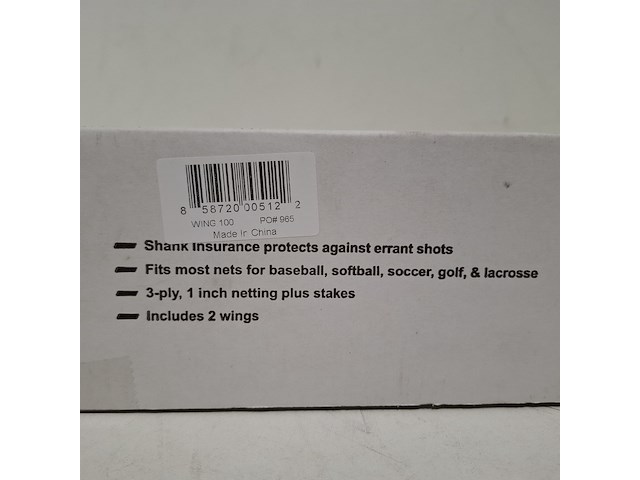 8 58720 00512 2
WING 100 PO# 965
Made In China
Shank Insurance protects against errant shots
Fits most nets for baseball, softball, soccer, golf, & lacrosse
3-ply, 1 inch netting plus stakes
Includes 2 wings